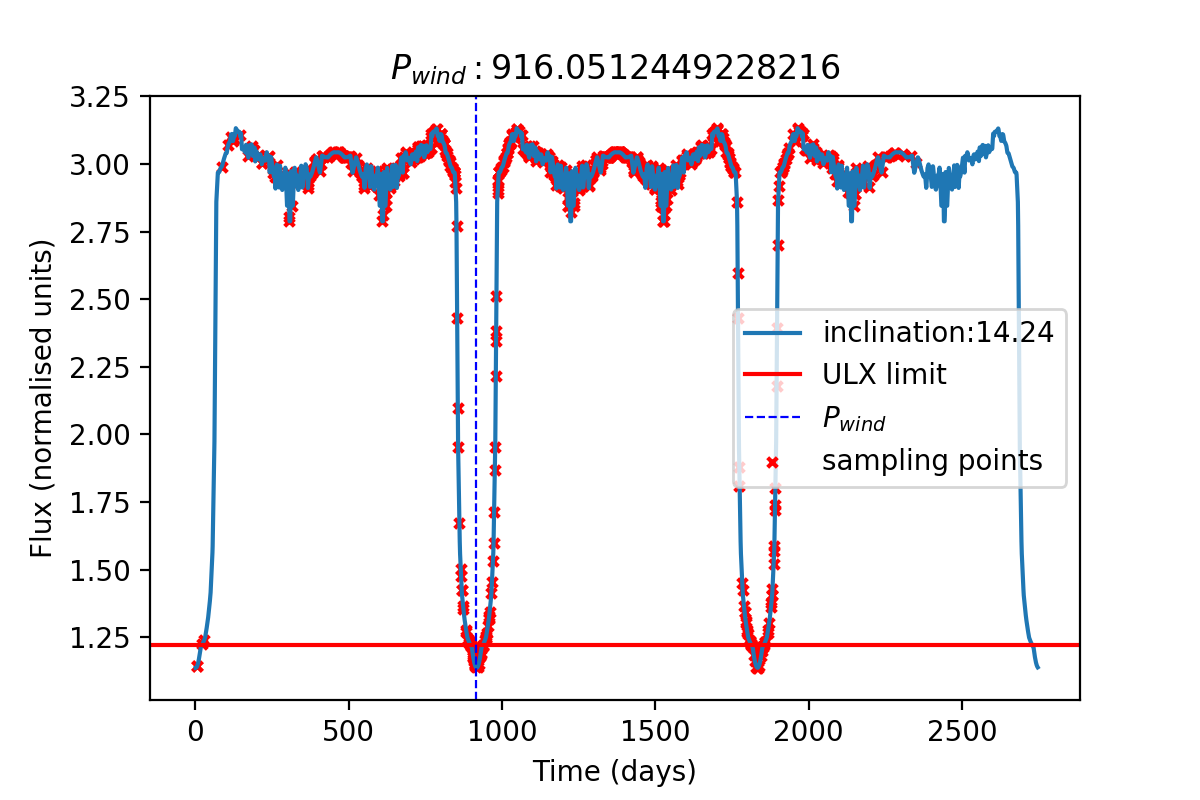 P_wind : 916.0512449228216
3.25
3.00
2.75
2.50
2.25
2.00
1.75
1.50
1.25
Flux (normalised units)
inclination:14.24
ULX limit
P_wind
sampling points
0 500 1000 1500 2000 2500
Time (days)